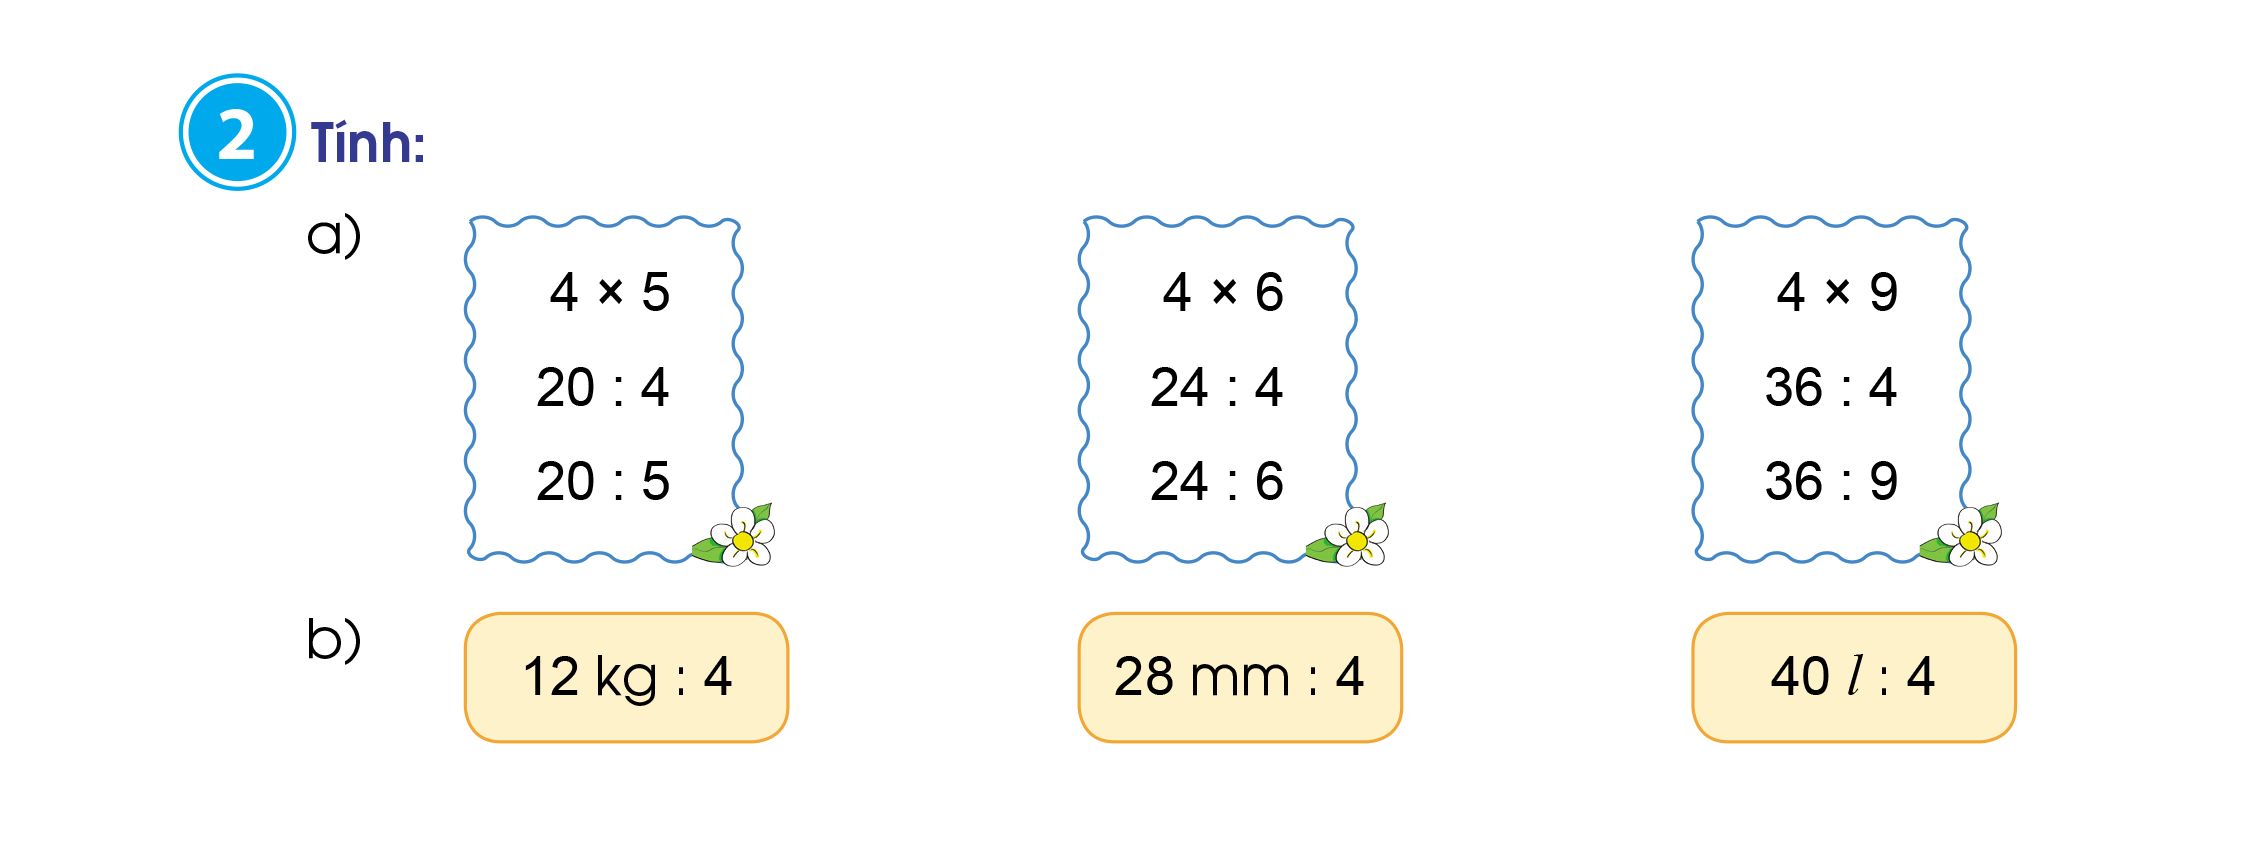 2 Tính:
a)
4 × 5
20 : 4
20 : 5
4 × 6
24 : 4
24 : 6
4 × 9
36 : 4
36 : 9
b)
12 kg : 4
28 mm : 4
40 l : 4